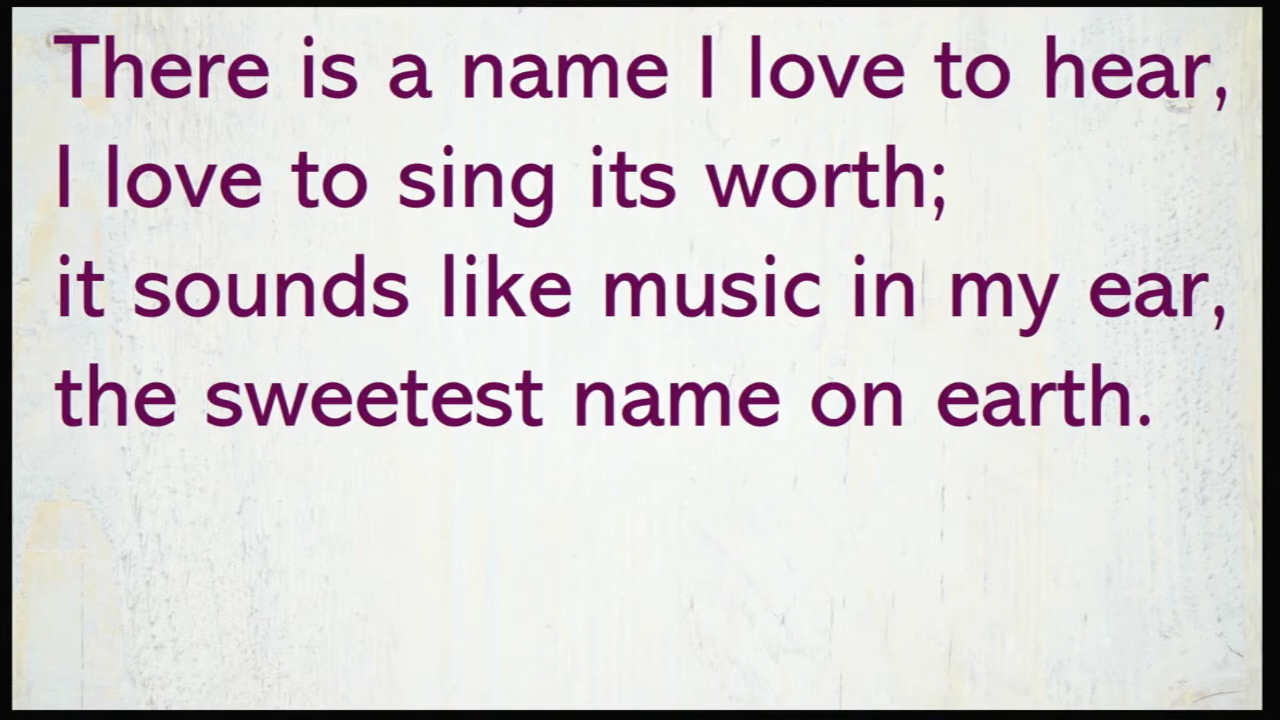 There is a name I love to hear,
I love to sing its worth;
it sounds like music in my ear,
the sweetest name on earth.